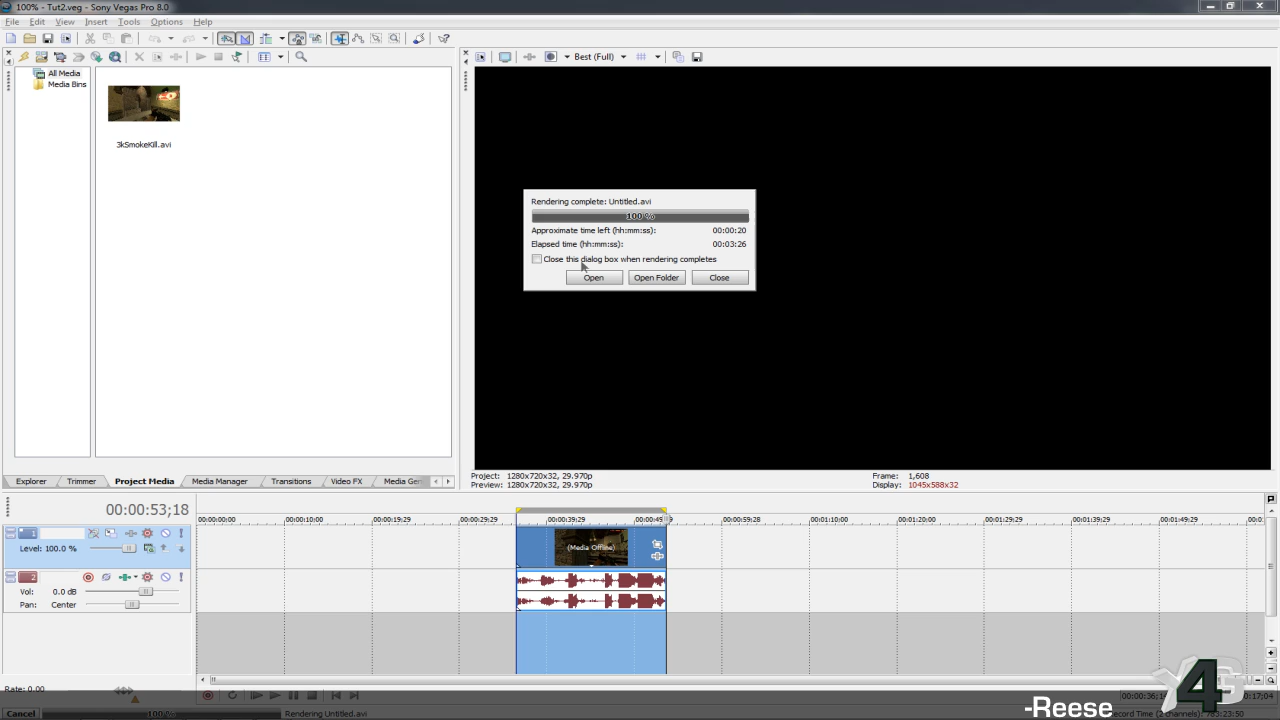 100% - Tut2.veg - Sony Vegas Pro 8.0
File Edit View Insert Tools Options Help
Best (Full)
All Media
Media Bins
3kSmokeKill.avi
Rendering complete: Untitled.avi
100 %
Approximate time left (hh:mm:ss): 00:00:20
Elapsed time (hh:mm:ss): 00:03:26
Close this dialog box when rendering completes
Open Open Folder Close
Explorer Trimmer Project Media Media Manager Transitions Video FX Media Gen
Project: 1280x720x32, 29.970p Frame: 1,608
Preview: 1280x720x32, 29.970p Display: 1045x588x32
00:00:53;18
00:00:00;00 00:00:10;00 00:00:19;29 00:00:29;29 00:00:39;29 00:00:59;28 00:01:10;00 00:01:20;00 00:01:29;29 00:01:39;29 00:01:49;29
1
Level: 100.0 %
(Media Offline)
2
Vol: 0.0 dB
Pan: Center
Rate: 0.00
Cancel 100 % Rendering Untitled.avi
Y4G
-Reese